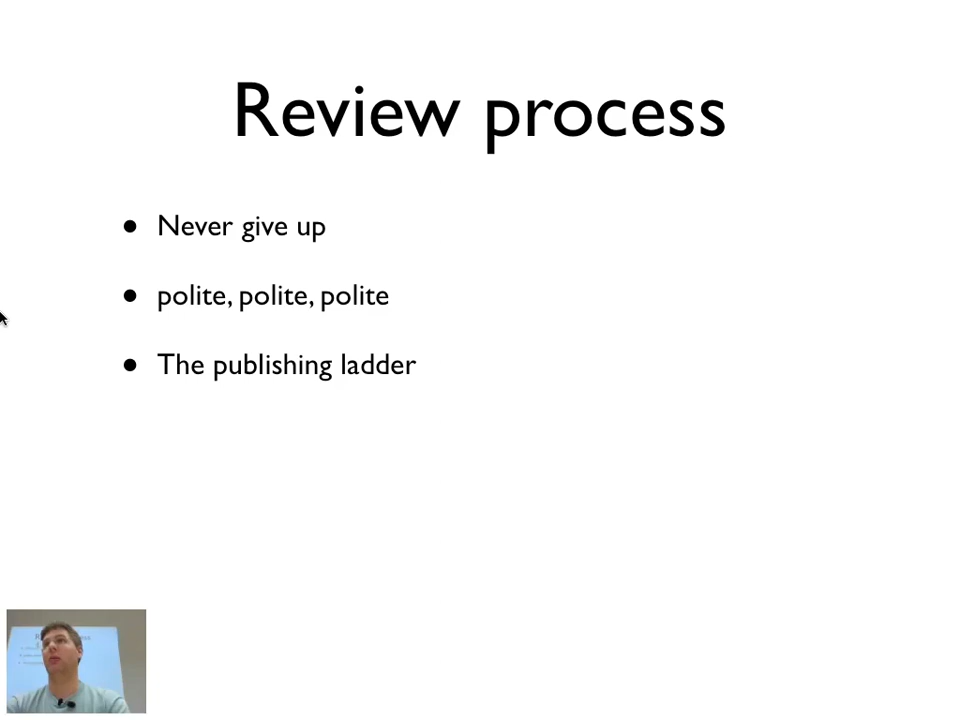 Review process
• Never give up
• polite, polite, polite
• The publishing ladder